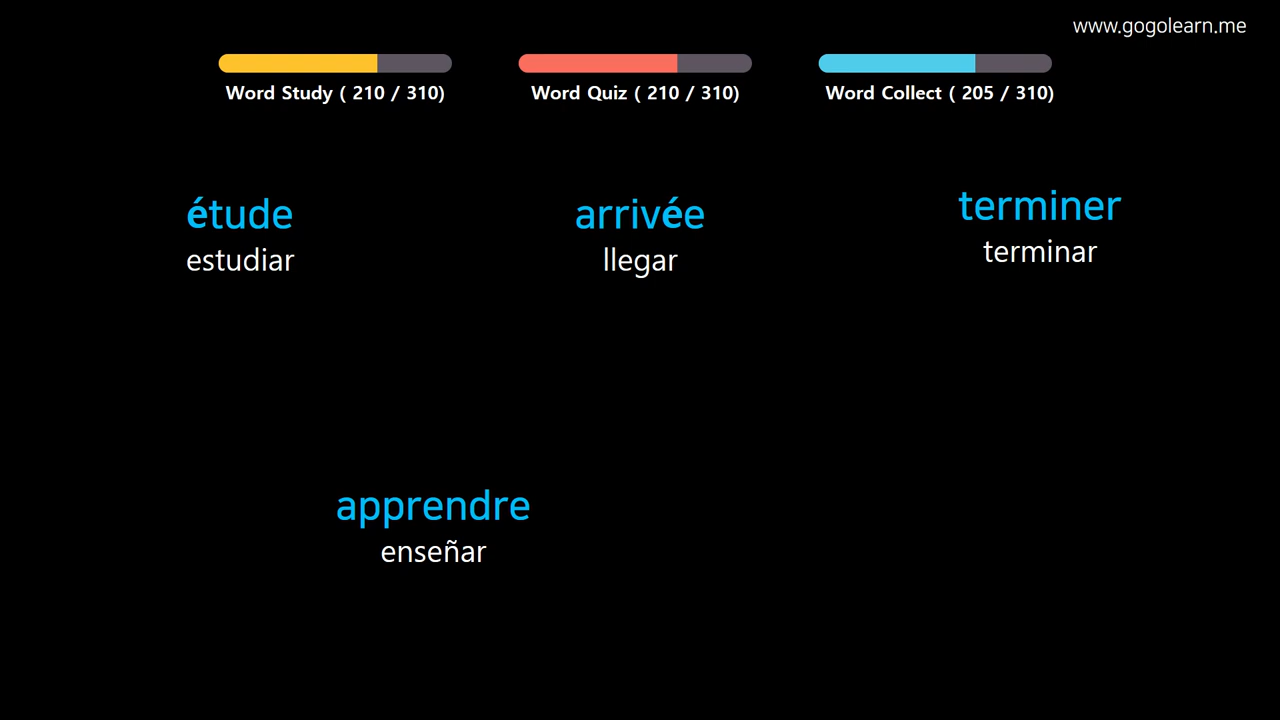 www.gogolearn.me
Word Study ( 210 / 310)
Word Quiz ( 210 / 310)
Word Collect ( 205 / 310)
étude
estudiar
arrivée
llegar
terminer
terminar
apprendre
enseñar